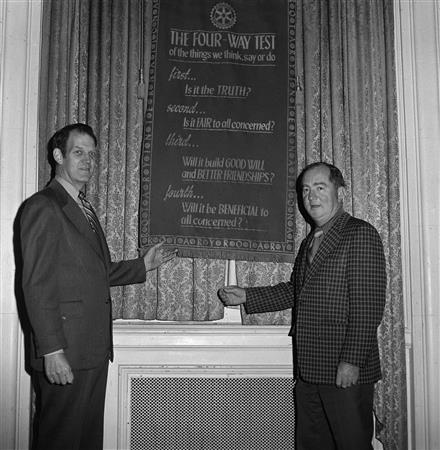 THE FOUR-WAY TEST
of the things we think, say or do
first...
Is it the TRUTH?
second...
Is it FAIR to all concerned?
third...
Will it build GOOD WILL
and BETTER FRIENDSHIPS?
fourth...
Will it be BENEFICIAL to
all concerned?